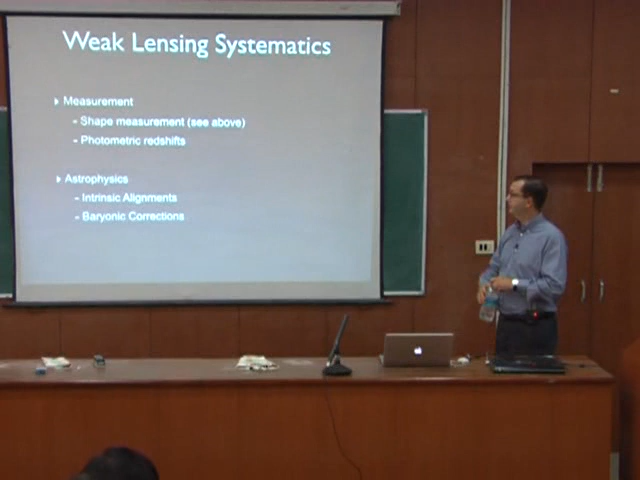 Weak Lensing Systematics
Measurement
- Shape measurement (see above)
- Photometric redshifts
Astrophysics
- Intrinsic Alignments
- Baryonic Corrections